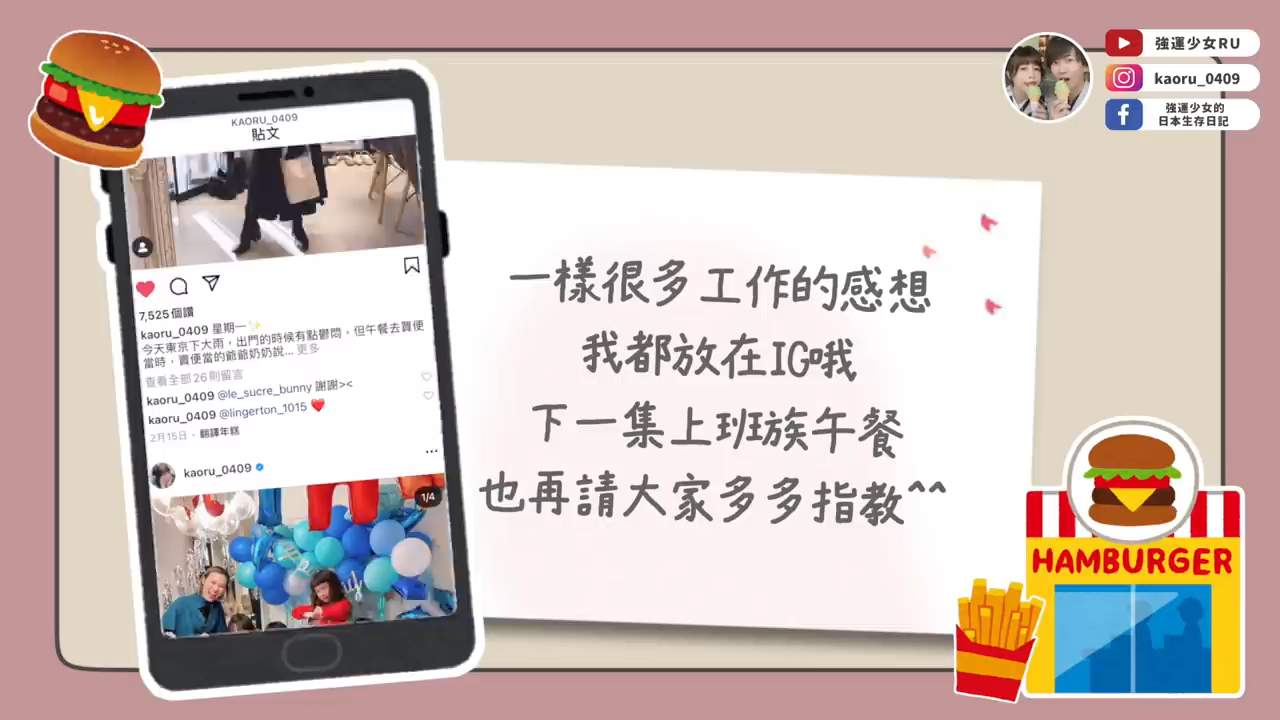 強運少女RU
kaoru_0409
強運少女的
日本生存日記
KAORU_0409
貼文
7,525個讚
kaoru_0409 星期一✨
今天東京下大雨，出門的時候有點鬱悶，但午餐去買便
當時，賣便當的爺爺奶奶說... 更多
查看全部26則留言
kaoru_0409 @le_sucre_bunny 謝謝><
kaoru_0409 @lingerton_1015 ❤️
2月15日 · 翻譯年糕
kaoru_0409
1/4
一樣很多工作的感想
我都放在IG哦
下一集上班族午餐
也再請大家多多指教^^
HAMBURGER